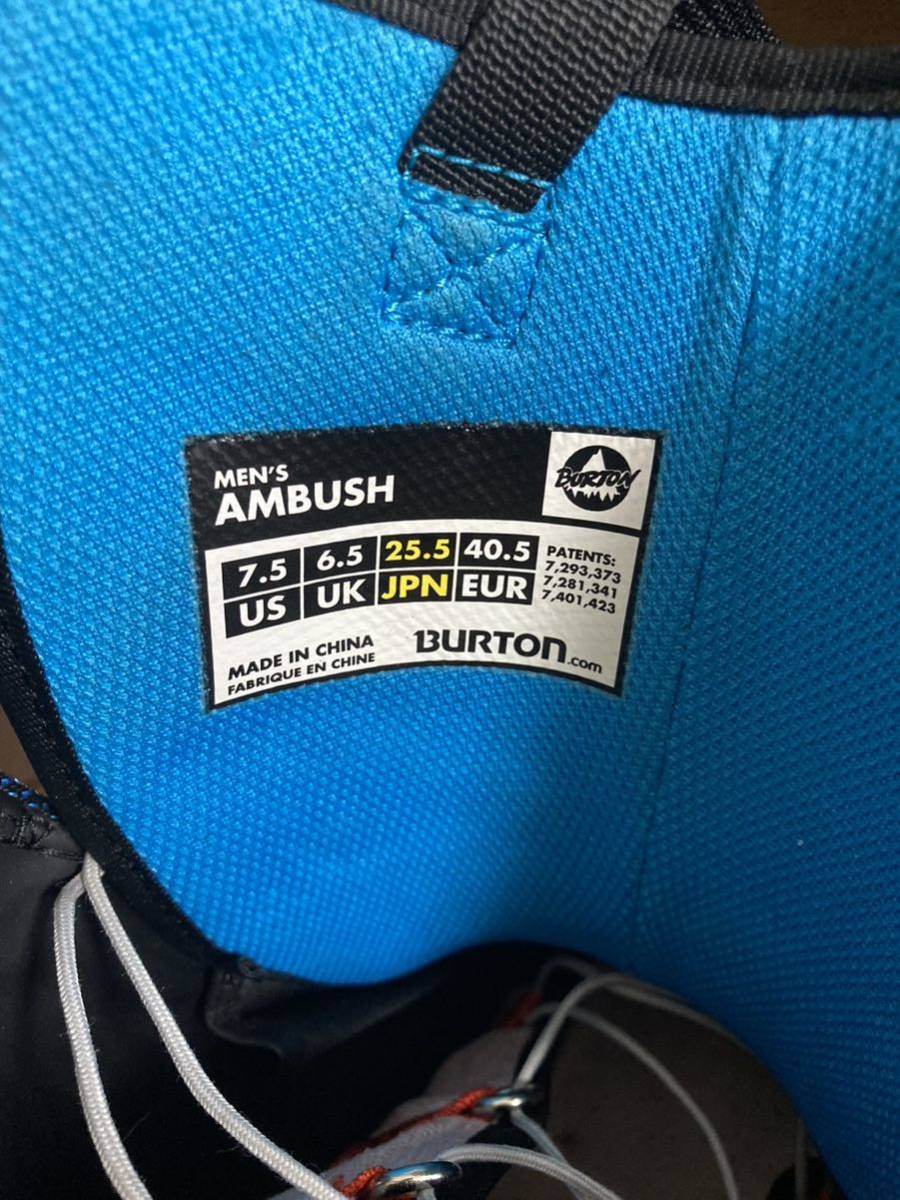 MEN'S
AMBUSH
BURTON
7.5 6.5 25.5 40.5
US UK JPN EUR
PATENTS:
7,293,373
7,281,341
7,401,423
MADE IN CHINA
FABRIQUE EN CHINE
BURTON.com